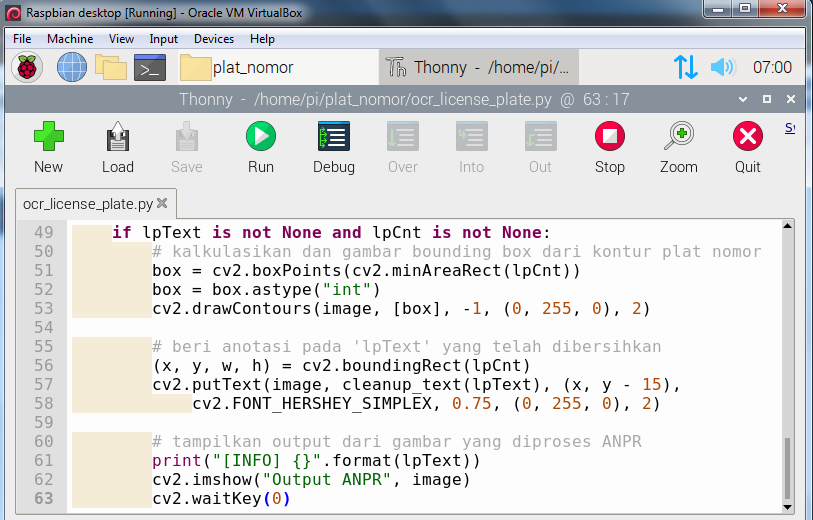 Raspbian desktop [Running] - Oracle VM VirtualBox
File Machine View Input Devices Help
plat_nomor Th Thonny - /home/pi/... 07:00
Thonny - /home/pi/plat_nomor/ocr_license_plate.py @ 63 : 17
New Load Save Run Debug Over Into Out Stop Zoom Quit
ocr_license_plate.py
49 if lpText is not None and lpCnt is not None:
50 # kalkulasikan dan gambar bounding box dari kontur plat nomor
51 box = cv2.boxPoints(cv2.minAreaRect(lpCnt))
52 box = box.astype("int")
53 cv2.drawContours(image, [box], -1, (0, 255, 0), 2)
54
55 # beri anotasi pada 'lpText' yang telah dibersihkan
56 (x, y, w, h) = cv2.boundingRect(lpCnt)
57 cv2.putText(image, cleanup_text(lpText), (x, y - 15),
58 cv2.FONT_HERSHEY_SIMPLEX, 0.75, (0, 255, 0), 2)
59
60 # tampilkan output dari gambar yang diproses ANPR
61 print("[INFO] {}".format(lpText))
62 cv2.imshow("Output ANPR", image)
63 cv2.waitKey(0)